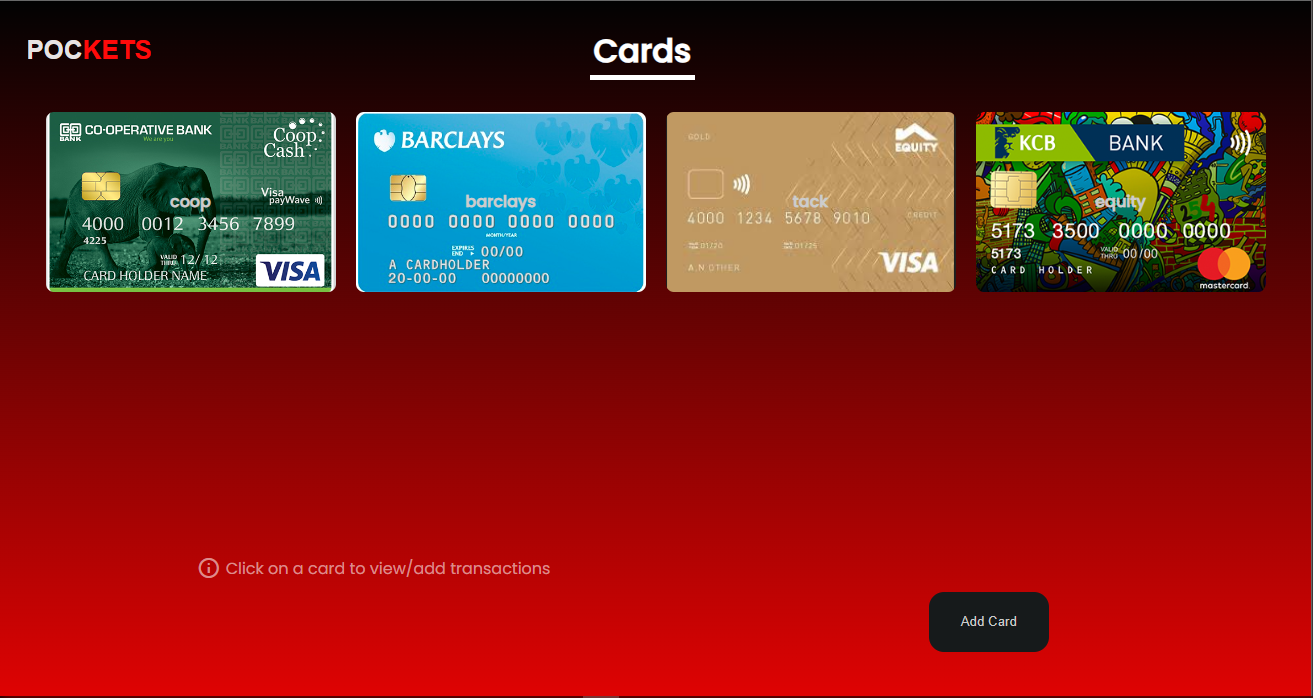 POCKETS
Cards
CO-OPERATIVE BANK
We are you
BANK
Coop
Cash
Visa
payWave
coop
4000 0012 3456 7899
4225
VALID THRU 12/12
CARD HOLDER NAME
VISA
BARCLAYS
barclays
0000 0000 0000 0000
MONTH/YEAR
EXPIRES END 00/00
A CARDHOLDER
20-00-00 00000000
GOLD
EQUITY
tack
4000 1234 5678 9010
CREDIT
01/20 01/25
A.N OTHER
VISA
KCB BANK
equity
234
5173 3500 0000 0000
5173
VALID THRU 00/00
CARD HOLDER
mastercard
Click on a card to view/add transactions
Add Card